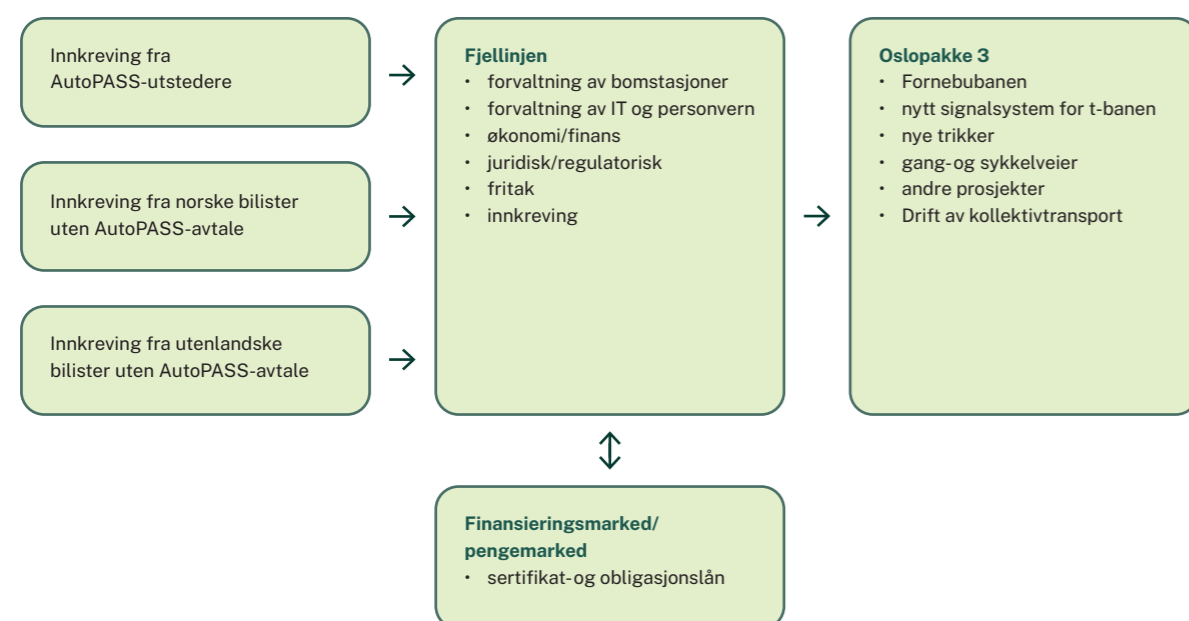 Innkreving fra
AutoPASS-utstedere
Innkreving fra norske bilister
uten AutoPASS-avtale
Innkreving fra utenlandske
bilister uten AutoPASS-avtale
Fjellinjen
• forvaltning av bomstasjoner
• forvaltning av IT og personvern
• økonomi/finans
• juridisk/regulatorisk
• fritak
• innkreving
Oslopakke 3
• Fornebubanen
• nytt signalsystem for t-banen
• nye trikker
• gang- og sykkelveier
• andre prosjekter
• Drift av kollektivtransport
Finansieringsmarked/
pengemarked
• sertifikat- og obligasjonslån